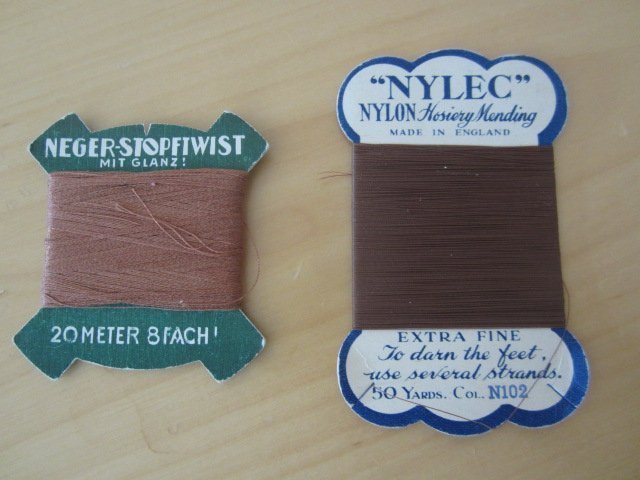 NEGER-STOPFTWIST
MIT GLANZ!
20 METER 8 FACH!
"NYLEC"
NYLON Hosiery Mending
MADE IN ENGLAND
EXTRA FINE
To darn the feet,
use several strands.
50 YARDS. COL. N102